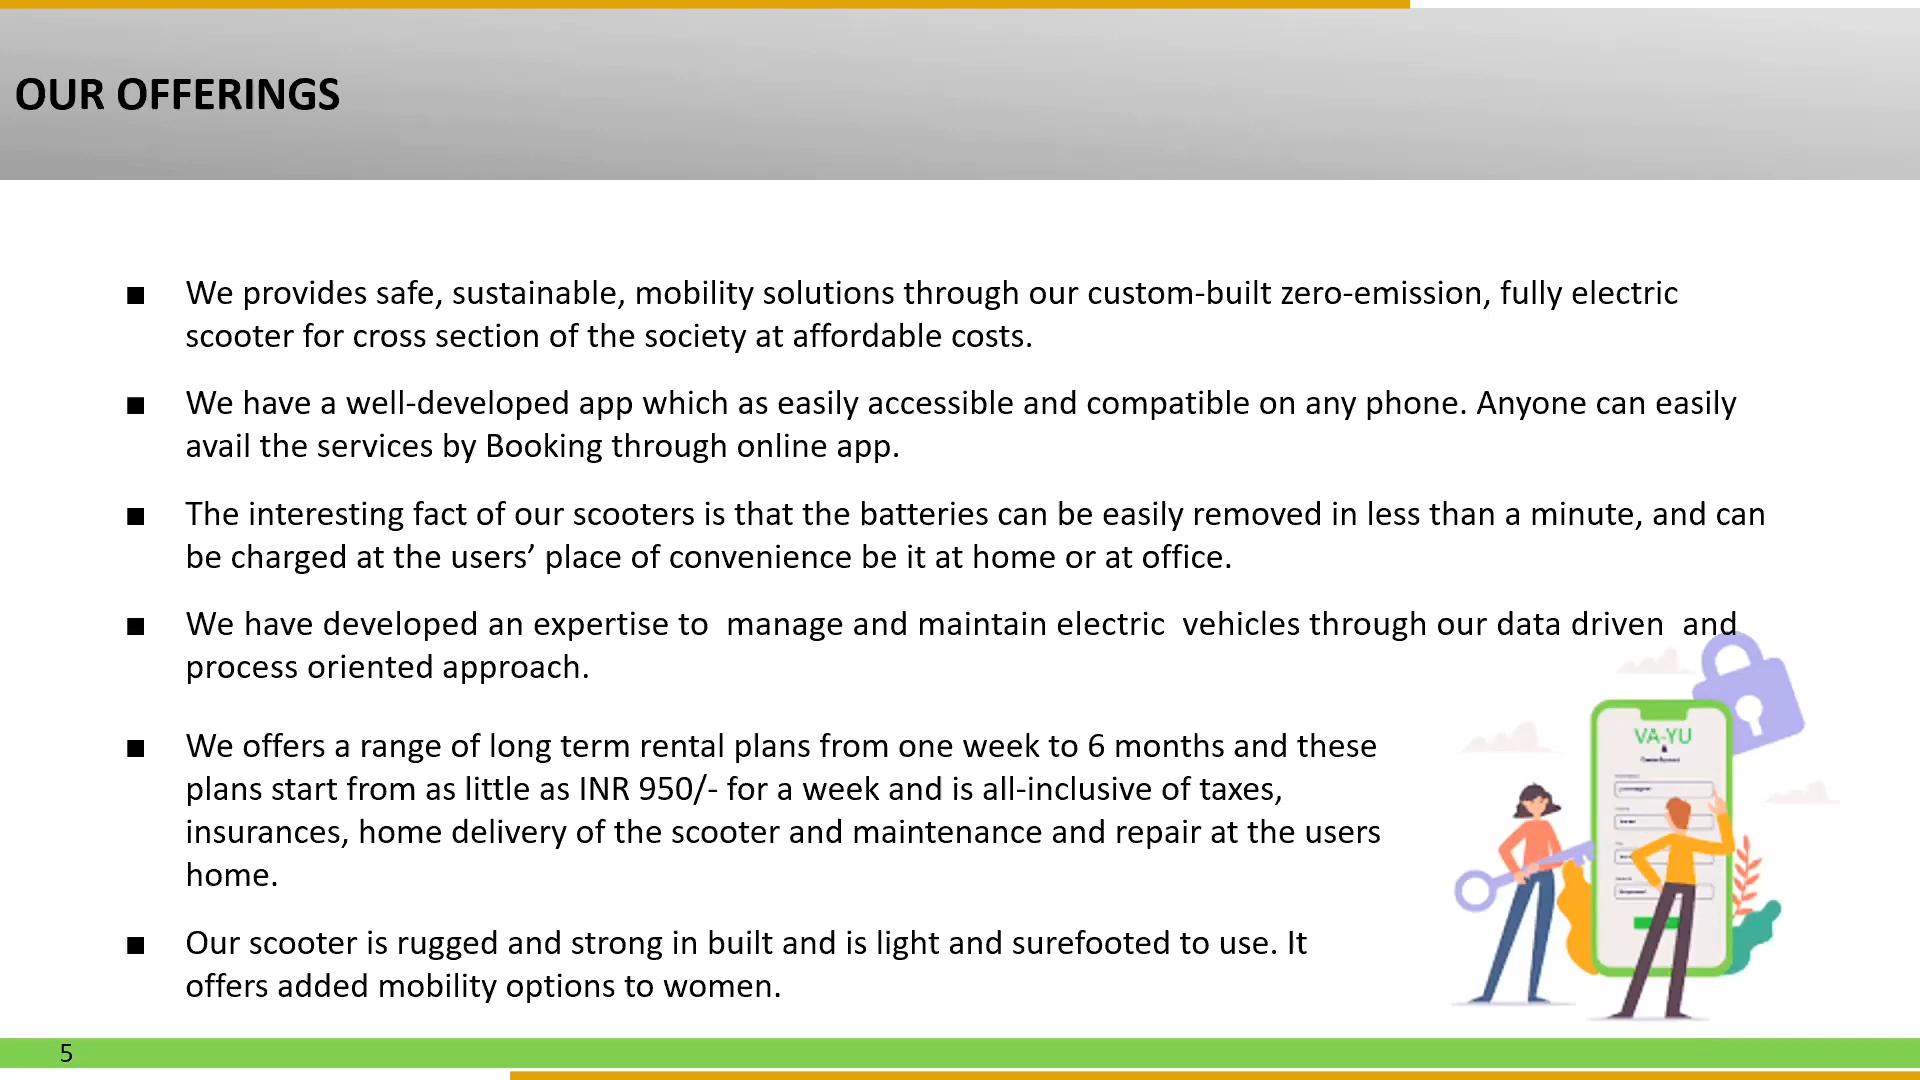 OUR OFFERINGS
■ We provides safe, sustainable, mobility solutions through our custom-built zero-emission, fully electric
scooter for cross section of the society at affordable costs.
■ We have a well-developed app which as easily accessible and compatible on any phone. Anyone can easily
avail the services by Booking through online app.
■ The interesting fact of our scooters is that the batteries can be easily removed in less than a minute, and can
be charged at the users’ place of convenience be it at home or at office.
■ We have developed an expertise to  manage and maintain electric  vehicles through our data driven  and
process oriented approach.
■ We offers a range of long term rental plans from one week to 6 months and these
plans start from as little as INR 950/- for a week and is all-inclusive of taxes,
insurances, home delivery of the scooter and maintenance and repair at the users
home.
■ Our scooter is rugged and strong in built and is light and surefooted to use. It
offers added mobility options to women.
VA-YU
5